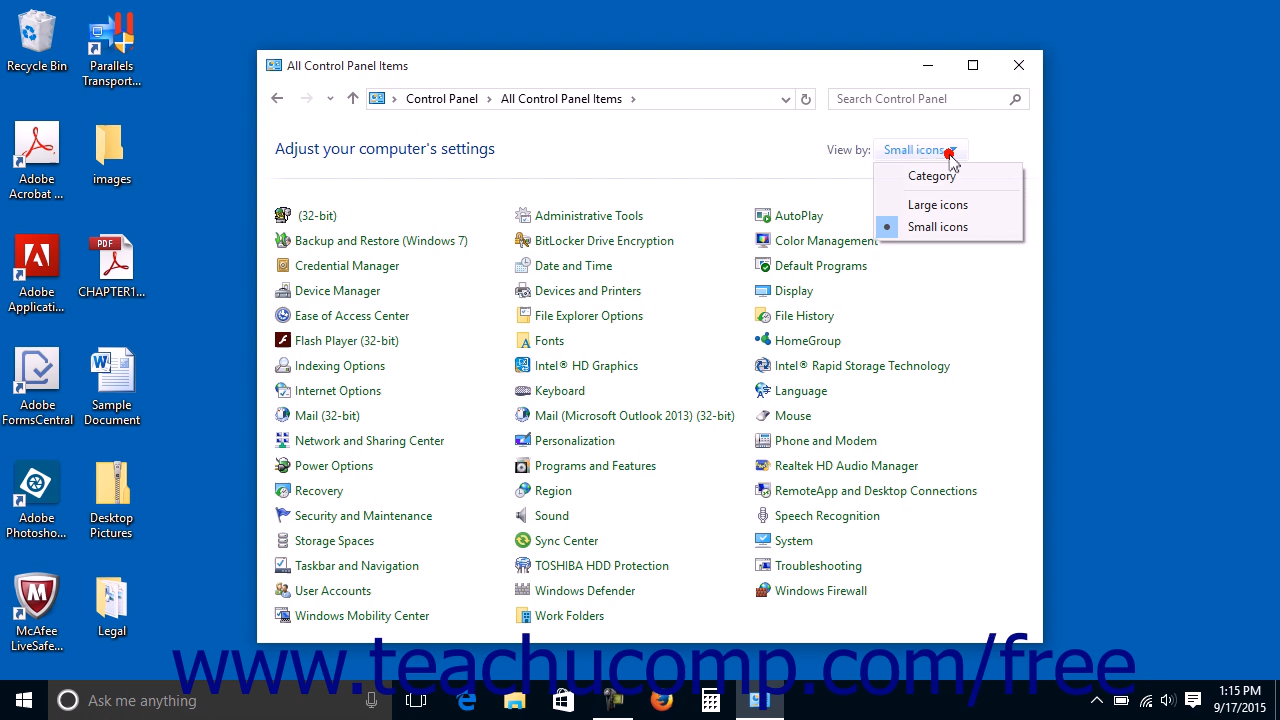 Recycle Bin
Parallels
Transport...
Adobe
Acrobat ...
images
Adobe
Applicati...
CHAPTER1...
Adobe
FormsCentral
Sample
Document
Adobe
Photosho...
Desktop
Pictures
McAfee
LiveSafe...
Legal
All Control Panel Items
Control Panel
All Control Panel Items
Search Control Panel
Adjust your computer's settings
View by: Small icons
Category
Large icons
Small icons
(32-bit)
Administrative Tools
AutoPlay
Backup and Restore (Windows 7)
BitLocker Drive Encryption
Color Management
Credential Manager
Date and Time
Default Programs
Device Manager
Devices and Printers
Display
Ease of Access Center
File Explorer Options
File History
Flash Player (32-bit)
Fonts
HomeGroup
Indexing Options
Intel® HD Graphics
Intel® Rapid Storage Technology
Internet Options
Keyboard
Language
Mail (32-bit)
Mail (Microsoft Outlook 2013) (32-bit)
Mouse
Network and Sharing Center
Personalization
Phone and Modem
Power Options
Programs and Features
Realtek HD Audio Manager
Recovery
Region
RemoteApp and Desktop Connections
Security and Maintenance
Sound
Speech Recognition
Storage Spaces
Sync Center
System
Taskbar and Navigation
TOSHIBA HDD Protection
Troubleshooting
User Accounts
Windows Defender
Windows Firewall
Windows Mobility Center
Work Folders
www.teachucomp.com/free
Ask me anything
1:15 PM
9/17/2015
PDF